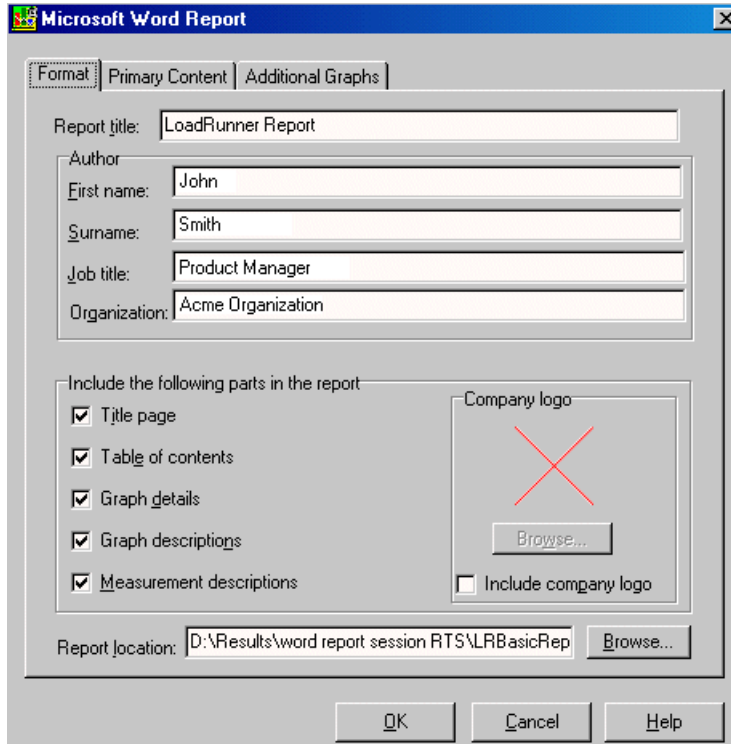 Microsoft Word Report
Format Primary Content Additional Graphs
Report title: LoadRunner Report
Author
First name: John
Surname: Smith
Job title: Product Manager
Organization: Acme Organization
Include the following parts in the report
Title page
Table of contents
Graph details
Graph descriptions
Measurement descriptions
Company logo
Browse...
Include company logo
Report location: D:\Results\word report session RTS\LRBasicRep Browse...
OK Cancel Help